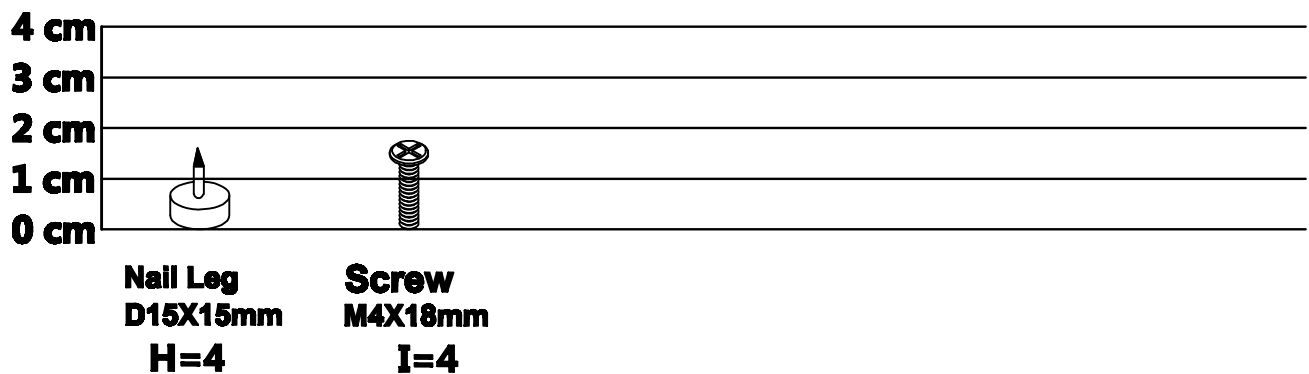 4 cm
3 cm
2 cm
1 cm
0 cm
Nail Leg
D15X15mm
H=4
Screw
M4X18mm
I=4